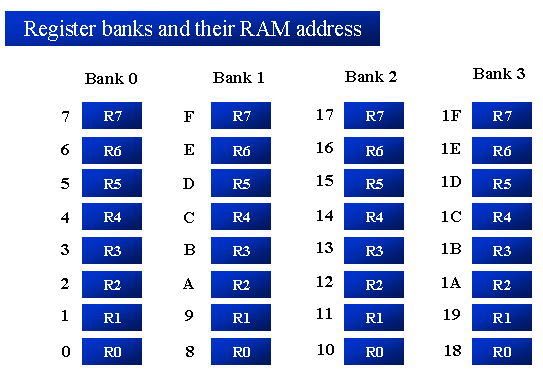 Register banks and their RAM address
Bank 0 Bank 1 Bank 2 Bank 3
7 R7 F R7 17 R7 1F R7
6 R6 E R6 16 R6 1E R6
5 R5 D R5 15 R5 1D R5
4 R4 C R4 14 R4 1C R4
3 R3 B R3 13 R3 1B R3
2 R2 A R2 12 R2 1A R2
1 R1 9 R1 11 R1 19 R1
0 R0 8 R0 10 R0 18 R0